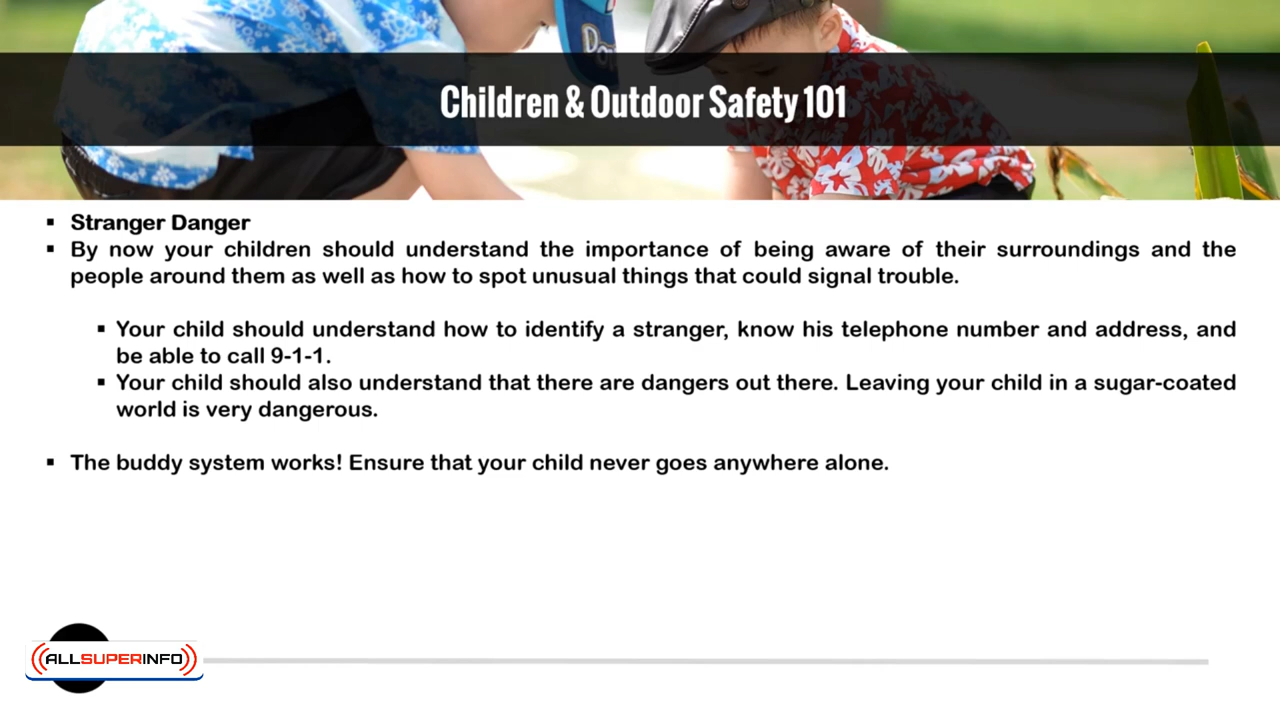 Children & Outdoor Safety 101
▪ Stranger Danger
▪ By now your children should understand the importance of being aware of their surroundings and the
people around them as well as how to spot unusual things that could signal trouble.
▪ Your child should understand how to identify a stranger, know his telephone number and address, and
be able to call 9-1-1.
▪ Your child should also understand that there are dangers out there. Leaving your child in a sugar-coated
world is very dangerous.
▪ The buddy system works! Ensure that your child never goes anywhere alone.
ALLSUPERINFO